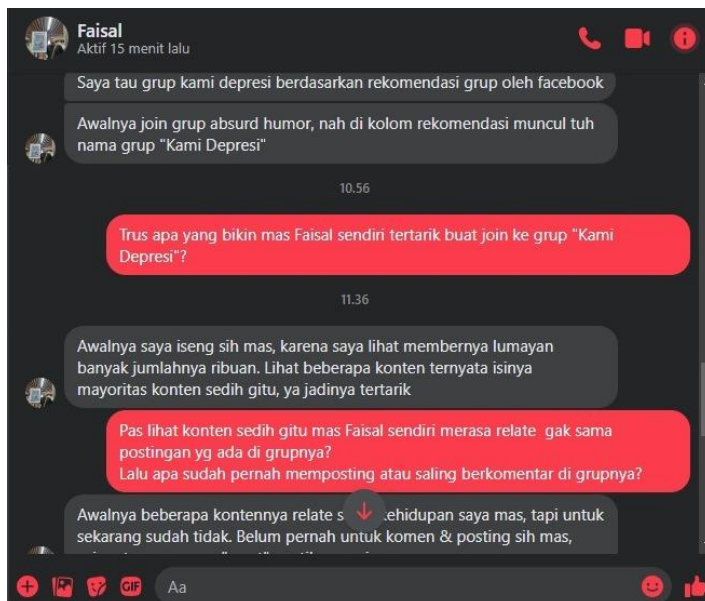 Faisal
Aktif 15 menit lalu
Saya tau grup kami depresi berdasarkan rekomendasi grup oleh facebook
Awalnya join grup absurd humor, nah di kolom rekomendasi muncul tuh
nama grup "Kami Depresi"
10.56
Trus apa yang bikin mas Faisal sendiri tertarik buat join ke grup "Kami
Depresi"?
11.36
Awalnya saya iseng sih mas, karena saya lihat membernya lumayan
banyak jumlahnya ribuan. Lihat beberapa konten ternyata isinya
mayoritas konten sedih gitu, ya jadinya tertarik
Pas lihat konten sedih gitu mas Faisal sendiri merasa relate gak sama
postingan yg ada di grupnya?
Lalu apa sudah pernah memposting atau saling berkomentar di grupnya?
Awalnya beberapa kontennya relate kehidupan saya mas, tapi untuk
sekarang sudah tidak. Belum pernah untuk komen & posting sih mas,
GIF
Aa